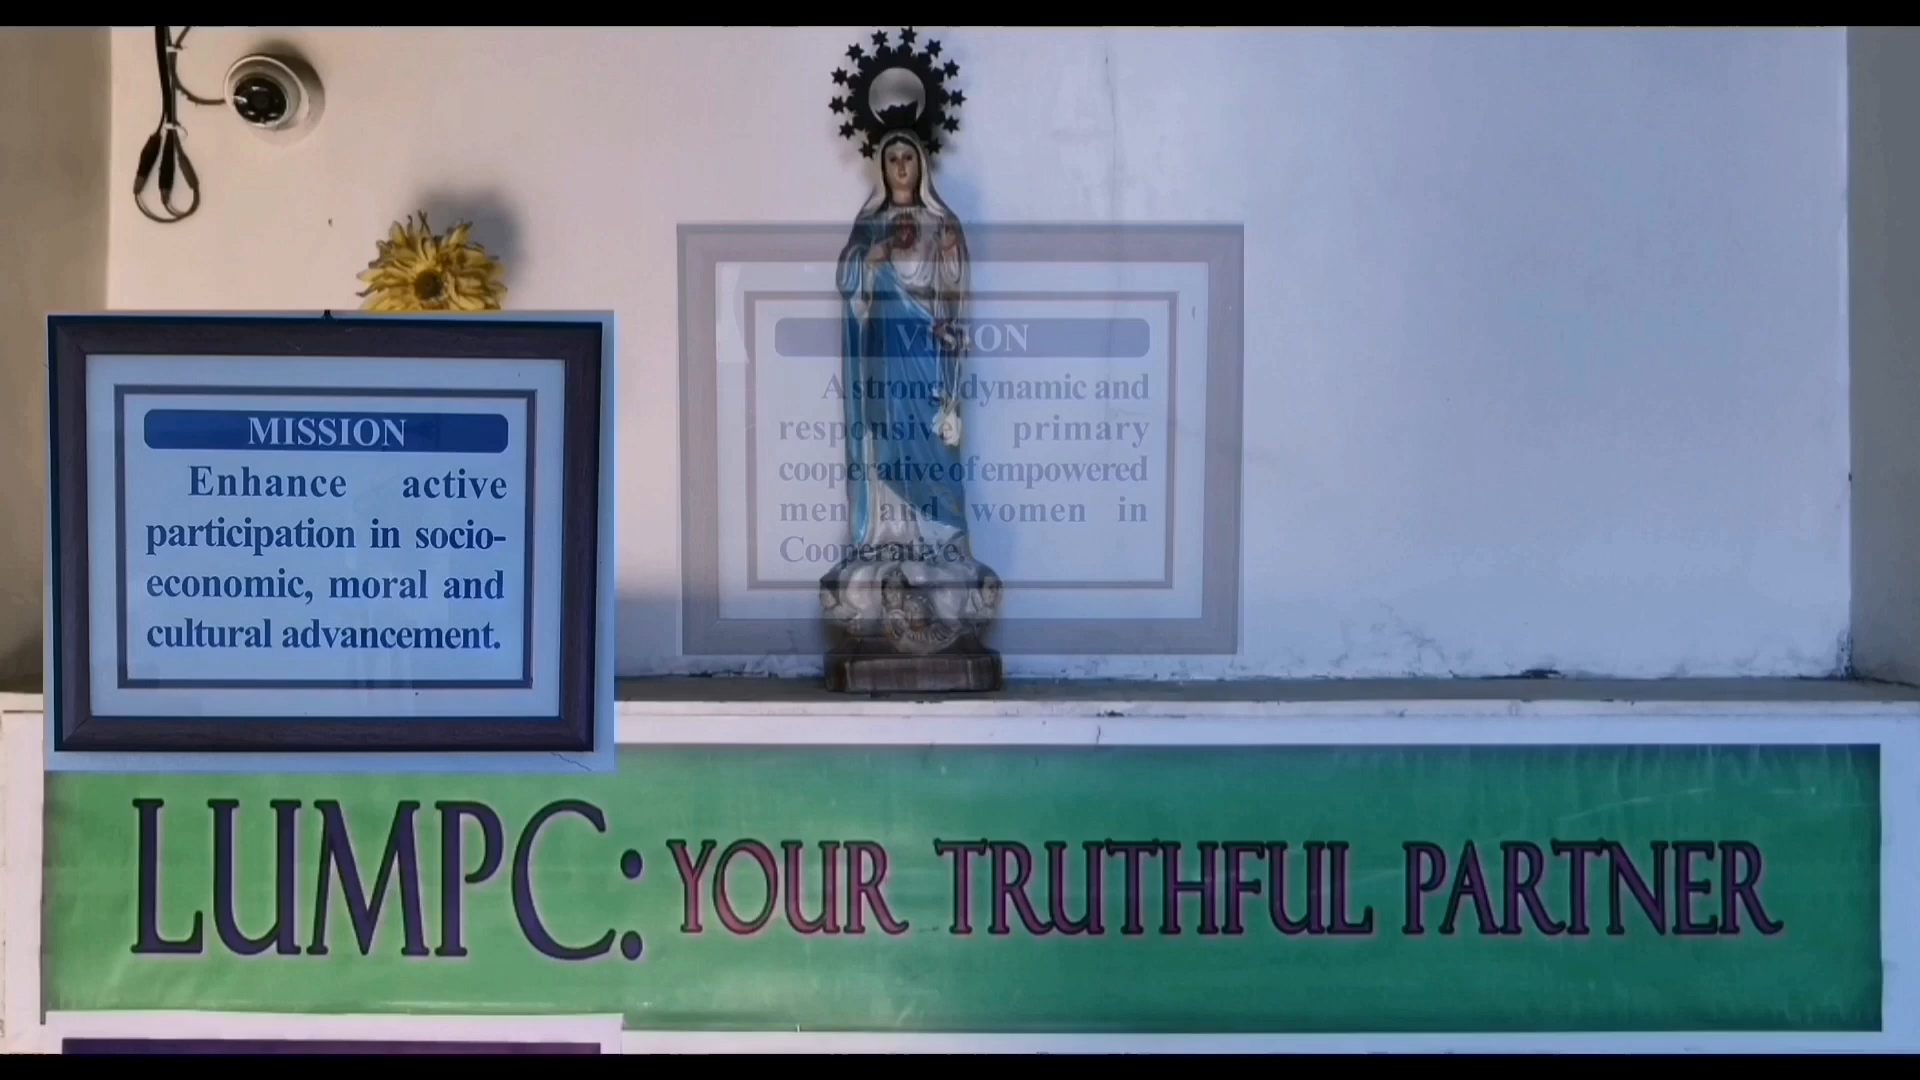 MISSION
Enhance active
participation in socio-
economic, moral and
cultural advancement.
VISION
A strong, dynamic and
responsive primary
cooperative of empowered
men and women in
Cooperative.
LUMPC: YOUR TRUTHFUL PARTNER